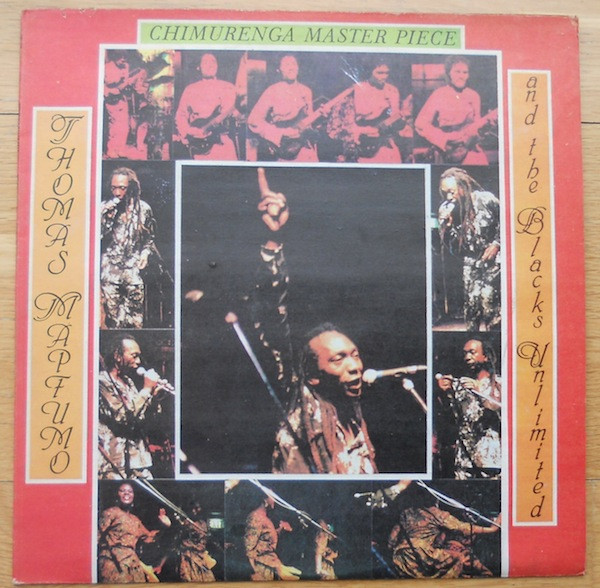 CHIMURENGA MASTER PIECE
THOMAS MAPFUMO
and the Blacks Unlimited